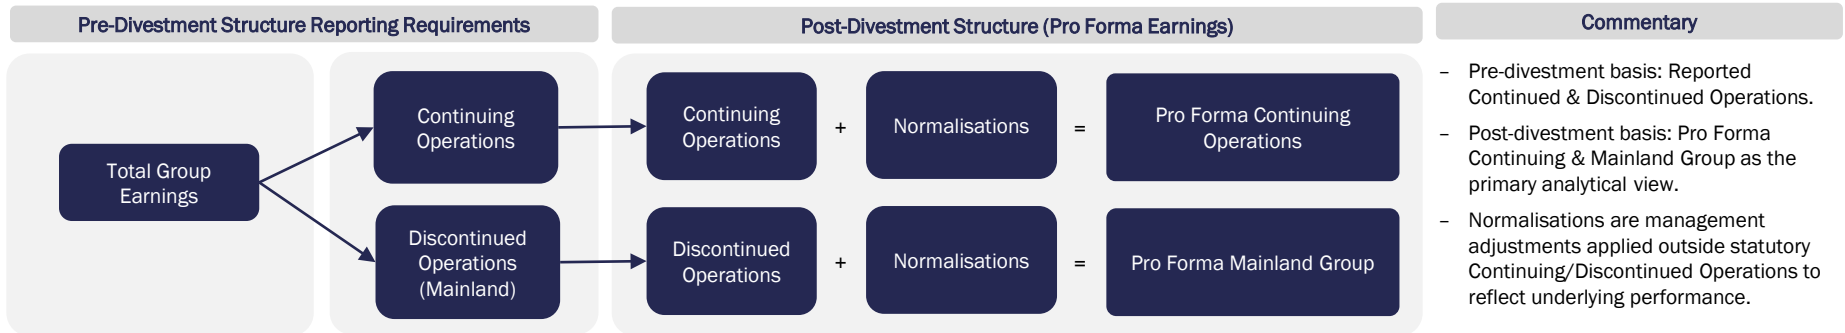 Pre-Divestment Structure Reporting Requirements
Post-Divestment Structure (Pro Forma Earnings)
Commentary
Total Group
Earnings
Continuing
Operations
Discontinued
Operations
(Mainland)
Continuing
Operations
+
Normalisations
=
Pro Forma Continuing
Operations
Discontinued
Operations
+
Normalisations
=
Pro Forma Mainland Group
– Pre-divestment basis: Reported
Continued & Discontinued Operations.
– Post-divestment basis: Pro Forma
Continuing & Mainland Group as the
primary analytical view.
– Normalisations are management
adjustments applied outside statutory
Continuing/Discontinued Operations to
reflect underlying performance.